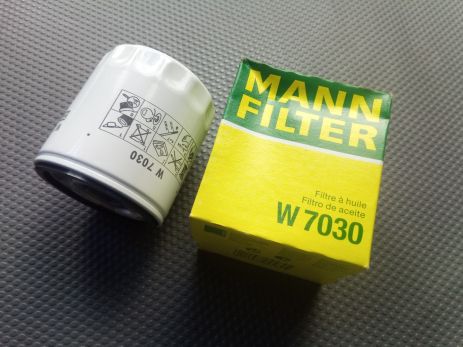 MANN
FILTER
Filtre à huile
Filtro de aceite
W 7030
W 7030